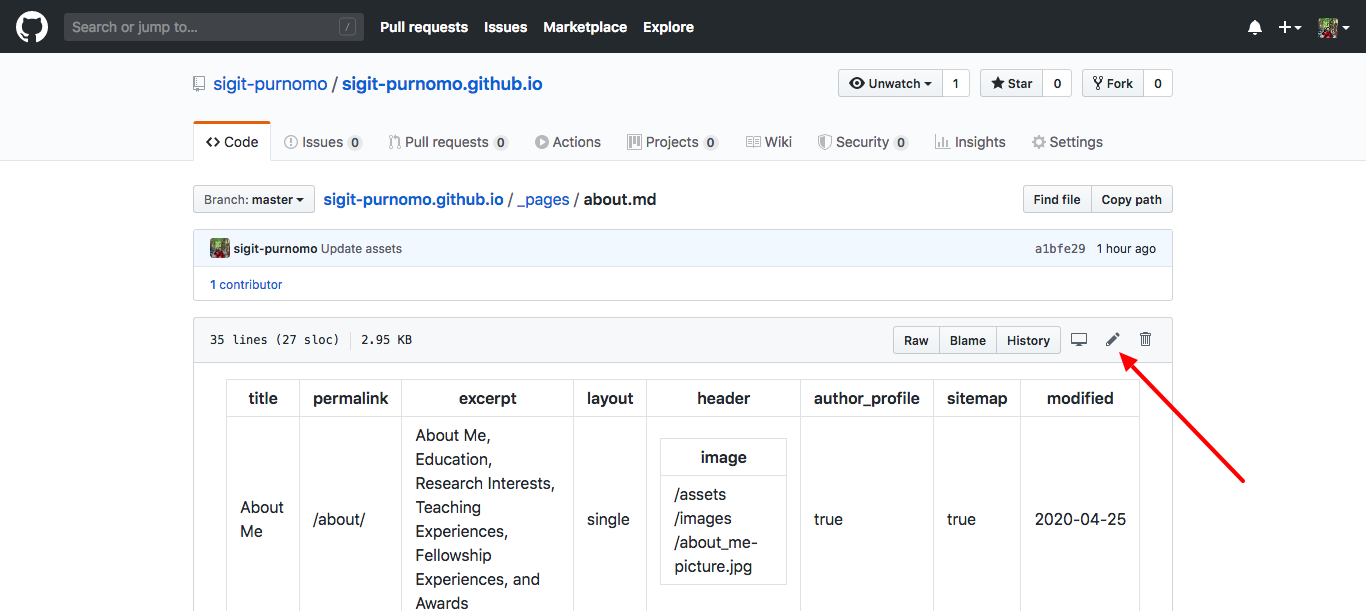 Search or jump to... / Pull requests Issues Marketplace Explore
sigit-purnomo / sigit-purnomo.github.io Unwatch 1 Star 0 Fork 0
Code Issues 0 Pull requests 0 Actions Projects 0 Wiki Security 0 Insights Settings
Branch: master sigit-purnomo.github.io / _pages / about.md Find file Copy path
sigit-purnomo Update assets a1bfe29 1 hour ago
1 contributor
35 lines (27 sloc) 2.95 KB Raw Blame History
title permalink excerpt layout header author_profile sitemap modified
About Me
/about/
About Me,
Education,
Research Interests,
Teaching
Experiences,
Fellowship
Experiences, and
Awards
single
image
/assets
/images
/about_me-
picture.jpg
true
true
2020-04-25